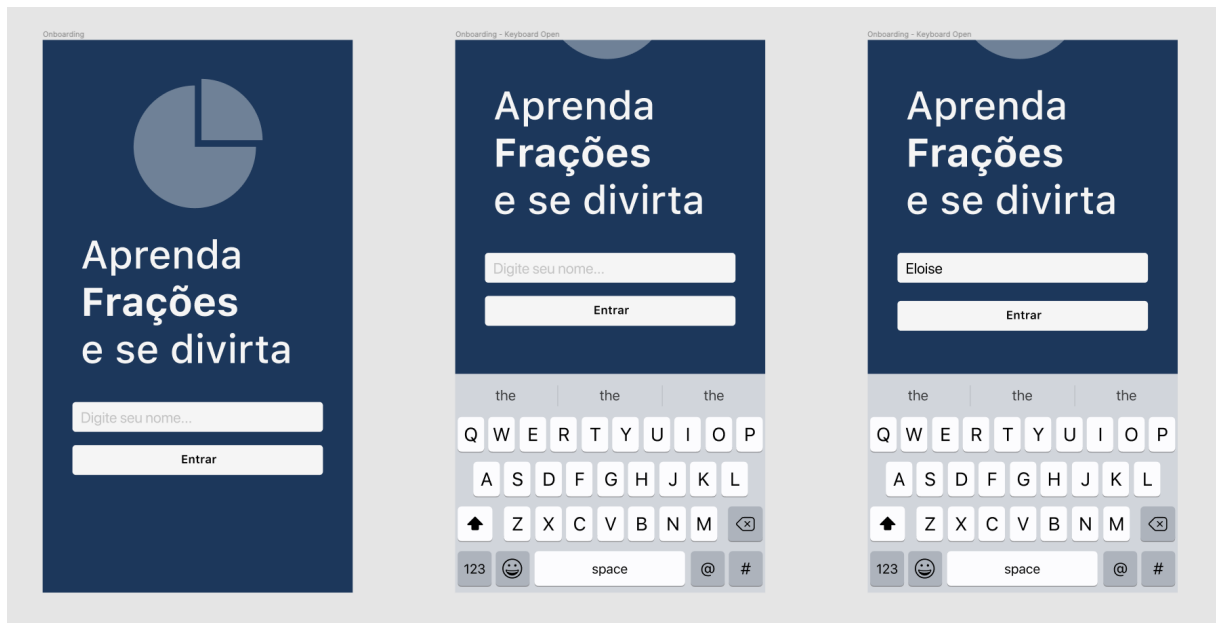 Onboarding
Aprenda
Frações
e se divirta
Digite seu nome...
Entrar
Onboarding - Keyboard Open
Aprenda
Frações
e se divirta
Digite seu nome...
Entrar
the the the
Q W E R T Y U I O P
A S D F G H J K L
Z X C V B N M
123 space @ #
Onboarding - Keyboard Open
Aprenda
Frações
e se divirta
Eloise
Entrar
the the the
Q W E R T Y U I O P
A S D F G H J K L
Z X C V B N M
123 space @ #